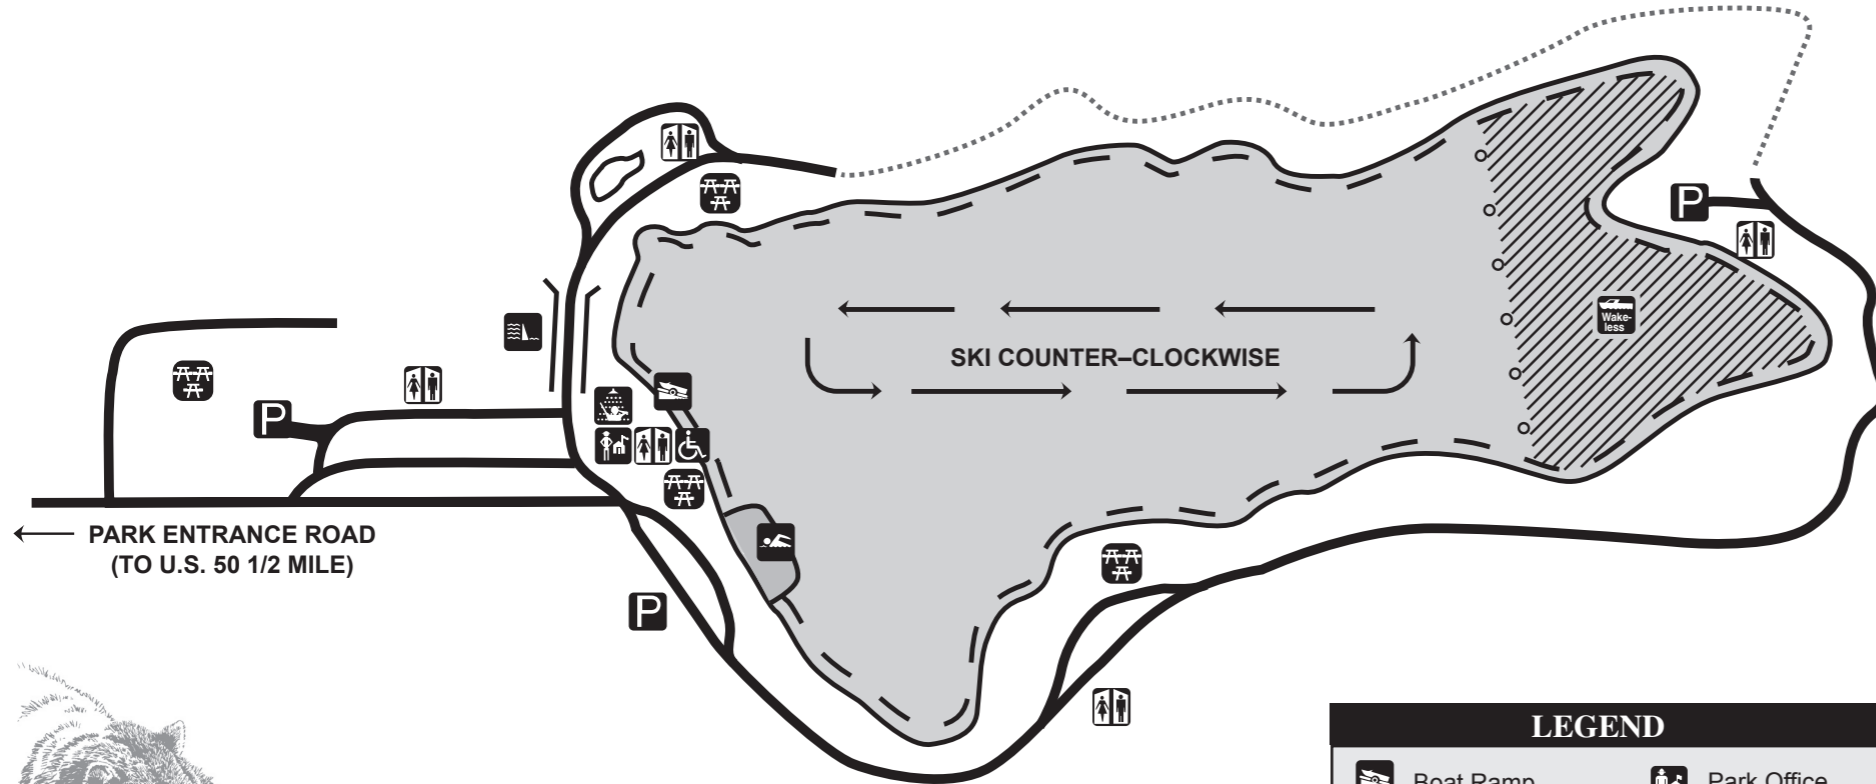 P
Wake-
less
SKI COUNTER–CLOCKWISE
P
PARK ENTRANCE ROAD
(TO U.S. 50 1/2 MILE)
P
LEGEND
Boat Ramp
Park Office